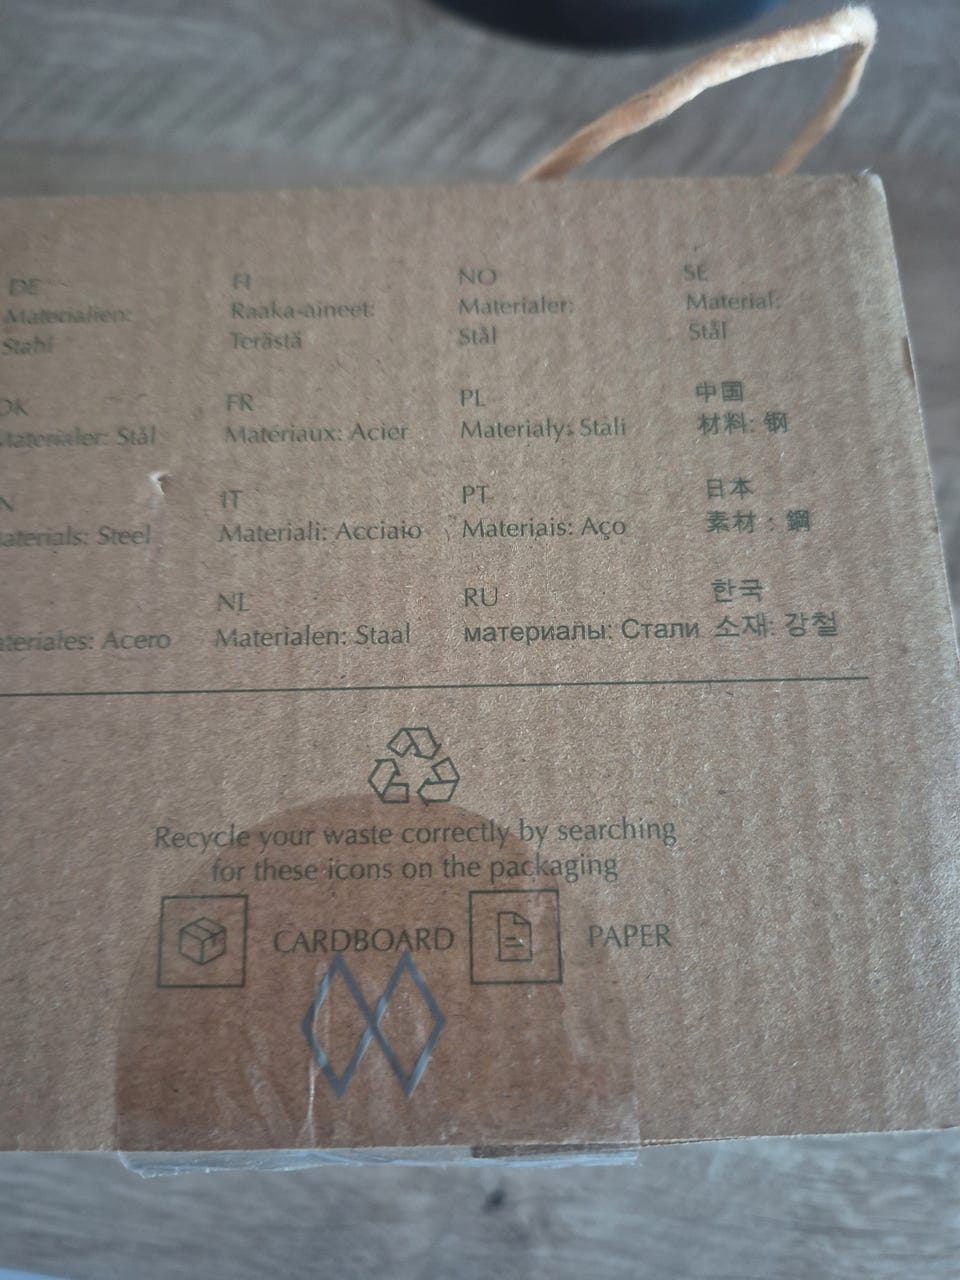 DE
Materialien:
Stahl
FI
Raaka-aineet:
Terästä
NO
Materialer:
Stål
SE
Material:
Stål
DK
Materialer: Stål
FR
Matériaux: Acier
PL
Materiały: Stali
中国
材料: 钢
N
aterials: Steel
IT
Materiali: Acciaio
PT
Materiais: Aço
日本
素材 : 鋼
ateriales: Acero
NL
Materialen: Staal
RU
материалы: Стали
한국
소재: 강철
Recycle your waste correctly by searching
for these icons on the packaging
CARDBOARD
PAPER